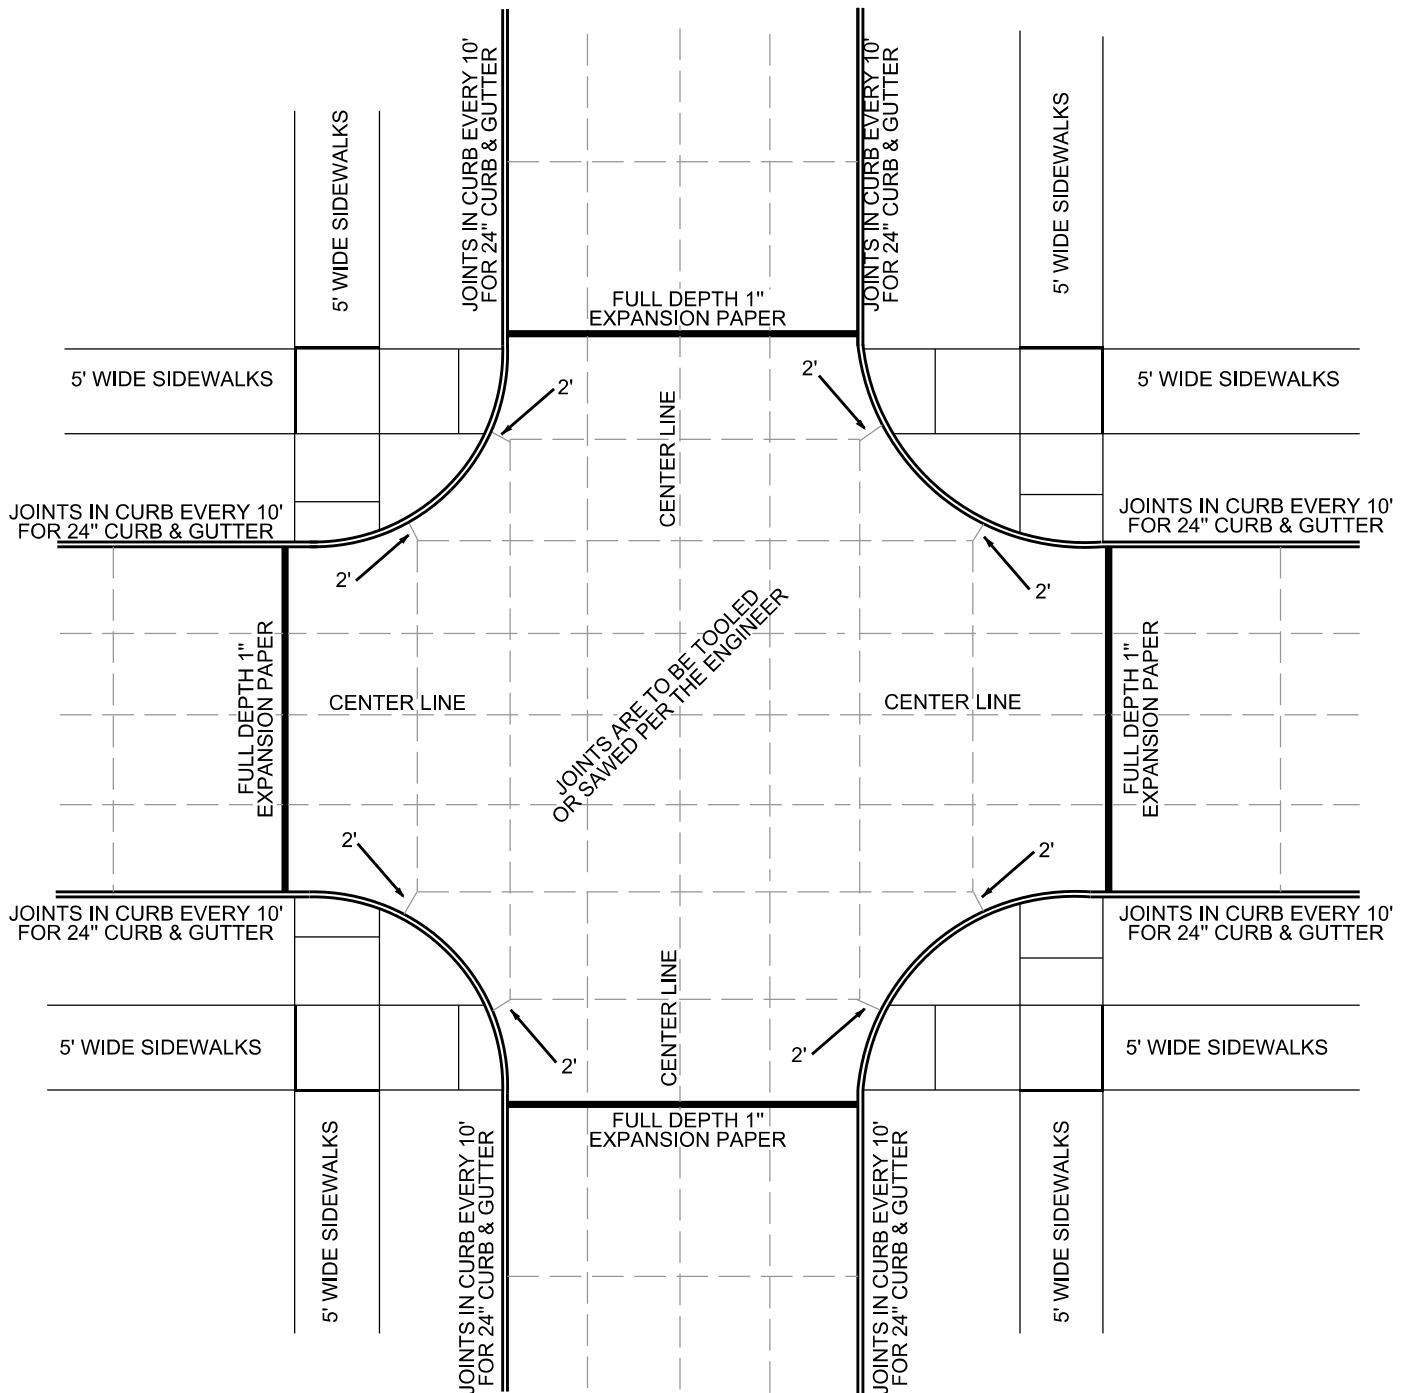 JOINTS IN CURB EVERY 10'
FOR 24" CURB & GUTTER
JOINTS IN CURB EVERY 10'
FOR 24" CURB & GUTTER
5' WIDE SIDEWALKS
5' WIDE SIDEWALKS
FULL DEPTH 1"
EXPANSION PAPER
5' WIDE SIDEWALKS
2'
2'
5' WIDE SIDEWALKS
CENTER LINE
JOINTS IN CURB EVERY 10'
FOR 24" CURB & GUTTER
JOINTS IN CURB EVERY 10'
FOR 24" CURB & GUTTER
2'
2'
FULL DEPTH 1"
EXPANSION PAPER
CENTER LINE
JOINTS ARE TO BE TOOLED
OR SAWED PER THE ENGINEER
CENTER LINE
FULL DEPTH 1"
EXPANSION PAPER
2'
2'
JOINTS IN CURB EVERY 10'
FOR 24" CURB & GUTTER
JOINTS IN CURB EVERY 10'
FOR 24" CURB & GUTTER
CENTER LINE
5' WIDE SIDEWALKS
2'
2'
5' WIDE SIDEWALKS
FULL DEPTH 1"
EXPANSION PAPER
5' WIDE SIDEWALKS
JOINTS IN CURB EVERY 10'
FOR 24" CURB & GUTTER
JOINTS IN CURB EVERY 10'
FOR 24" CURB & GUTTER
5' WIDE SIDEWALKS